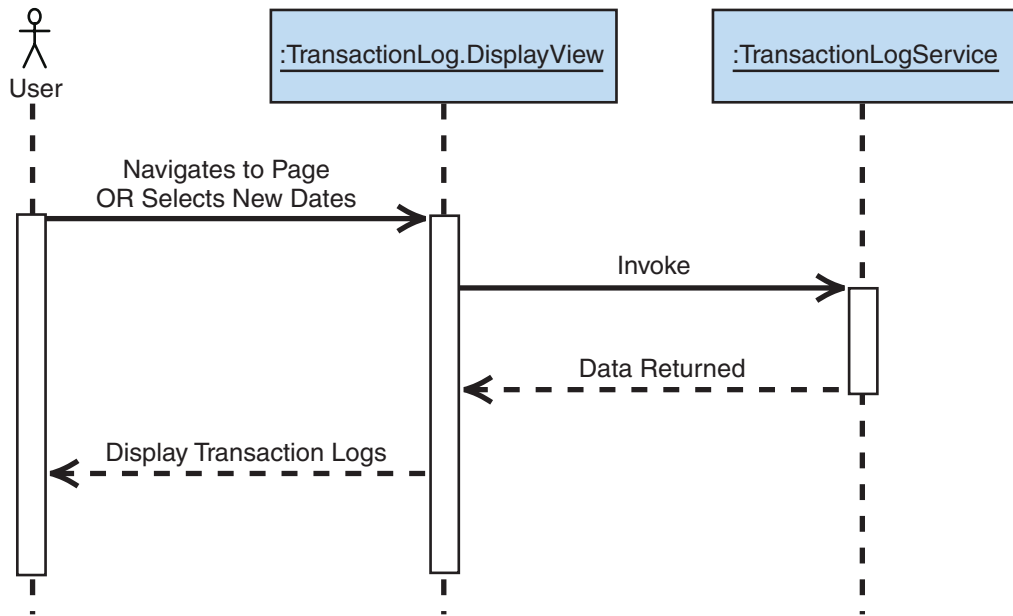 User
:TransactionLog.DisplayView
:TransactionLogService
Navigates to Page
OR Selects New Dates
Invoke
Data Returned
Display Transaction Logs